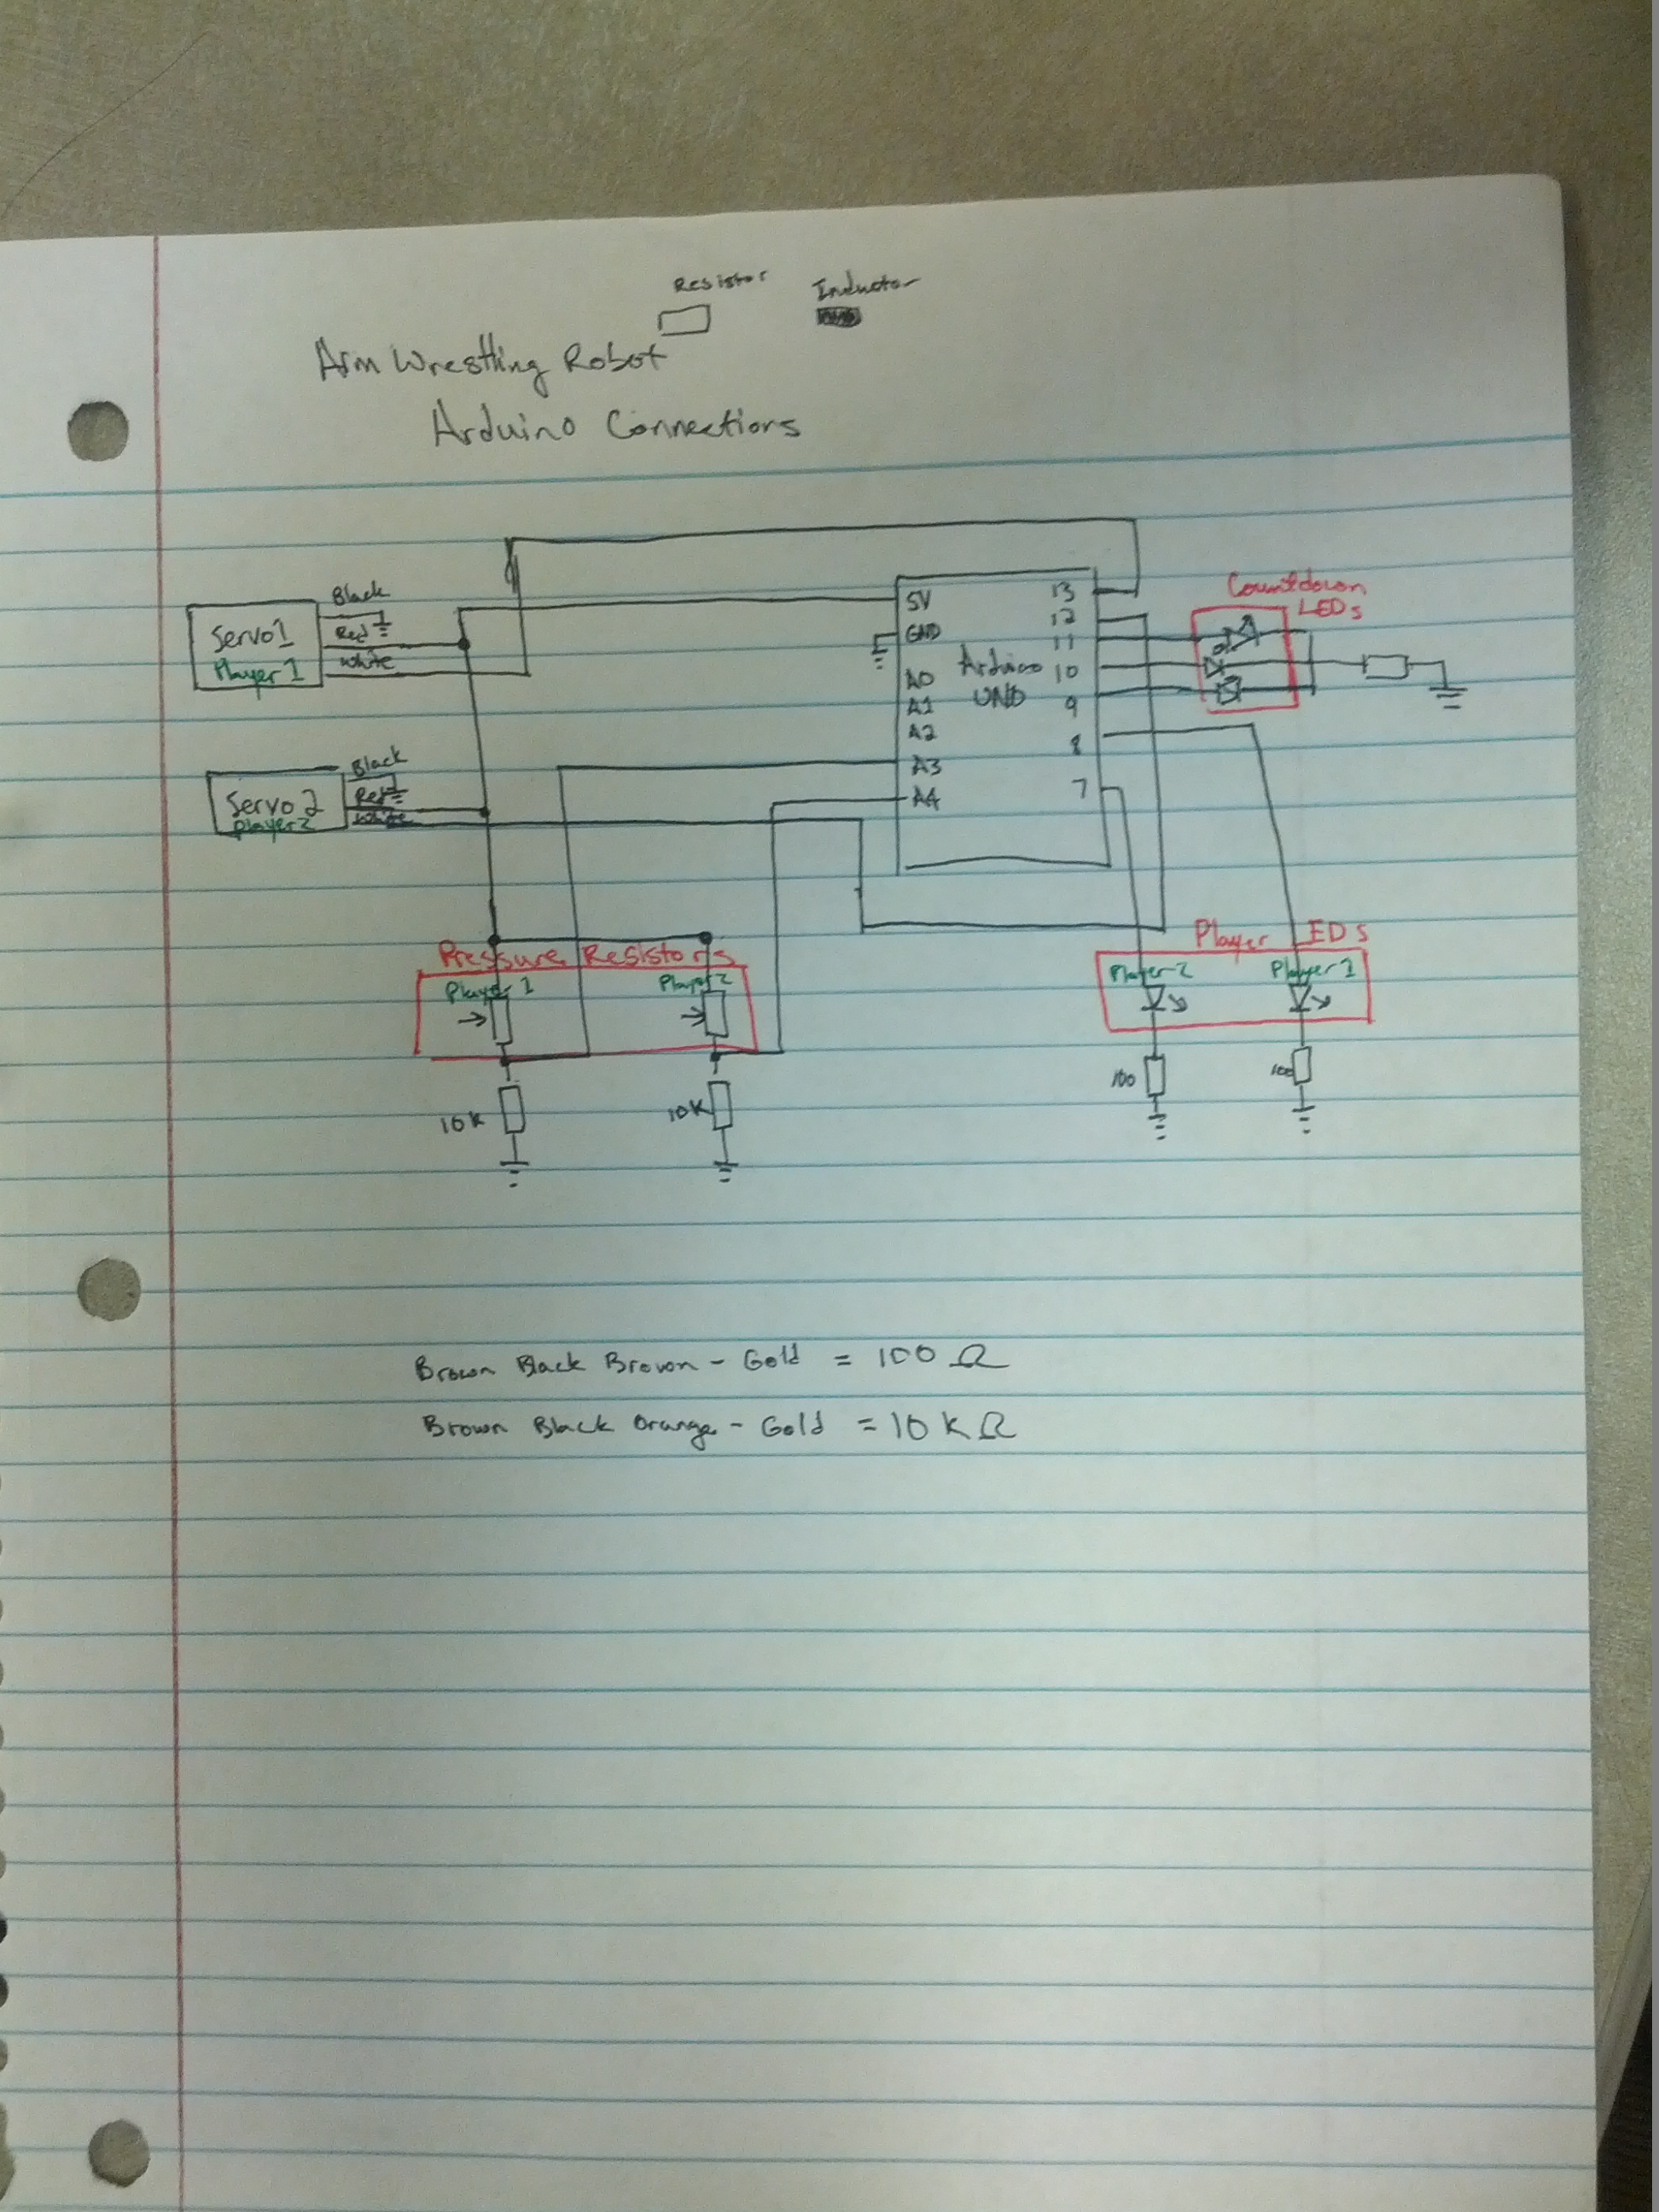 Resistor Inductor
Arm Wrestling Robot
Arduino Connections
Servo1
Player 1
Black
Red
White
Servo 2
Player 2
Black
Red
White
5V
GND
A0
A1
A2
A3
A4
Arduino
UNO
13
12
11
10
9
8
7
Countdown
LEDs
Pressure Resistors
Player 1
Player 2
10K
10K
Player LEDs
Player 2
Player 1
100
100
Brown Black Brown - Gold = 100 Ω
Brown Black Orange - Gold = 10 k Ω